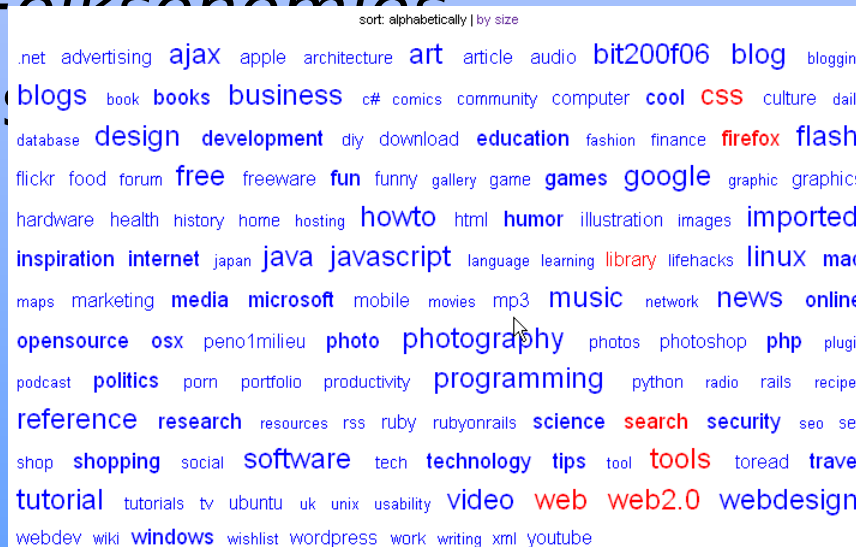 sort: alphabetically | by size
.net advertising ajax apple architecture art article audio bit200f06 blog
blogs book books business c# comics community computer cool css culture
database design development diy download education fashion finance firefox flash
flickr food forum free freeware fun funny gallery game games google graphic graphics
hardware health history home hosting howto html humor illustration images imported
inspiration internet japan java javascript language learning library lifehacks linux mac
maps marketing media microsoft mobile movies mp3 music network news online
opensource osx peno1milieu photo photography photos photoshop php
podcast politics porn portfolio productivity programming python radio rails recipe
reference research resources rss ruby rubyonrails science search security seo
shop shopping social software tech technology tips tool tools toread
tutorial tutorials tv ubuntu uk unix usability video web web2.0 webdesign
webdev wiki windows wishlist wordpress work writing xml youtube